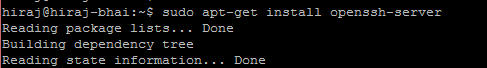 hiraj@hiraj-bhai:~$ sudo apt-get install openssh-server
Reading package lists... Done
Building dependency tree
Reading state information... Done